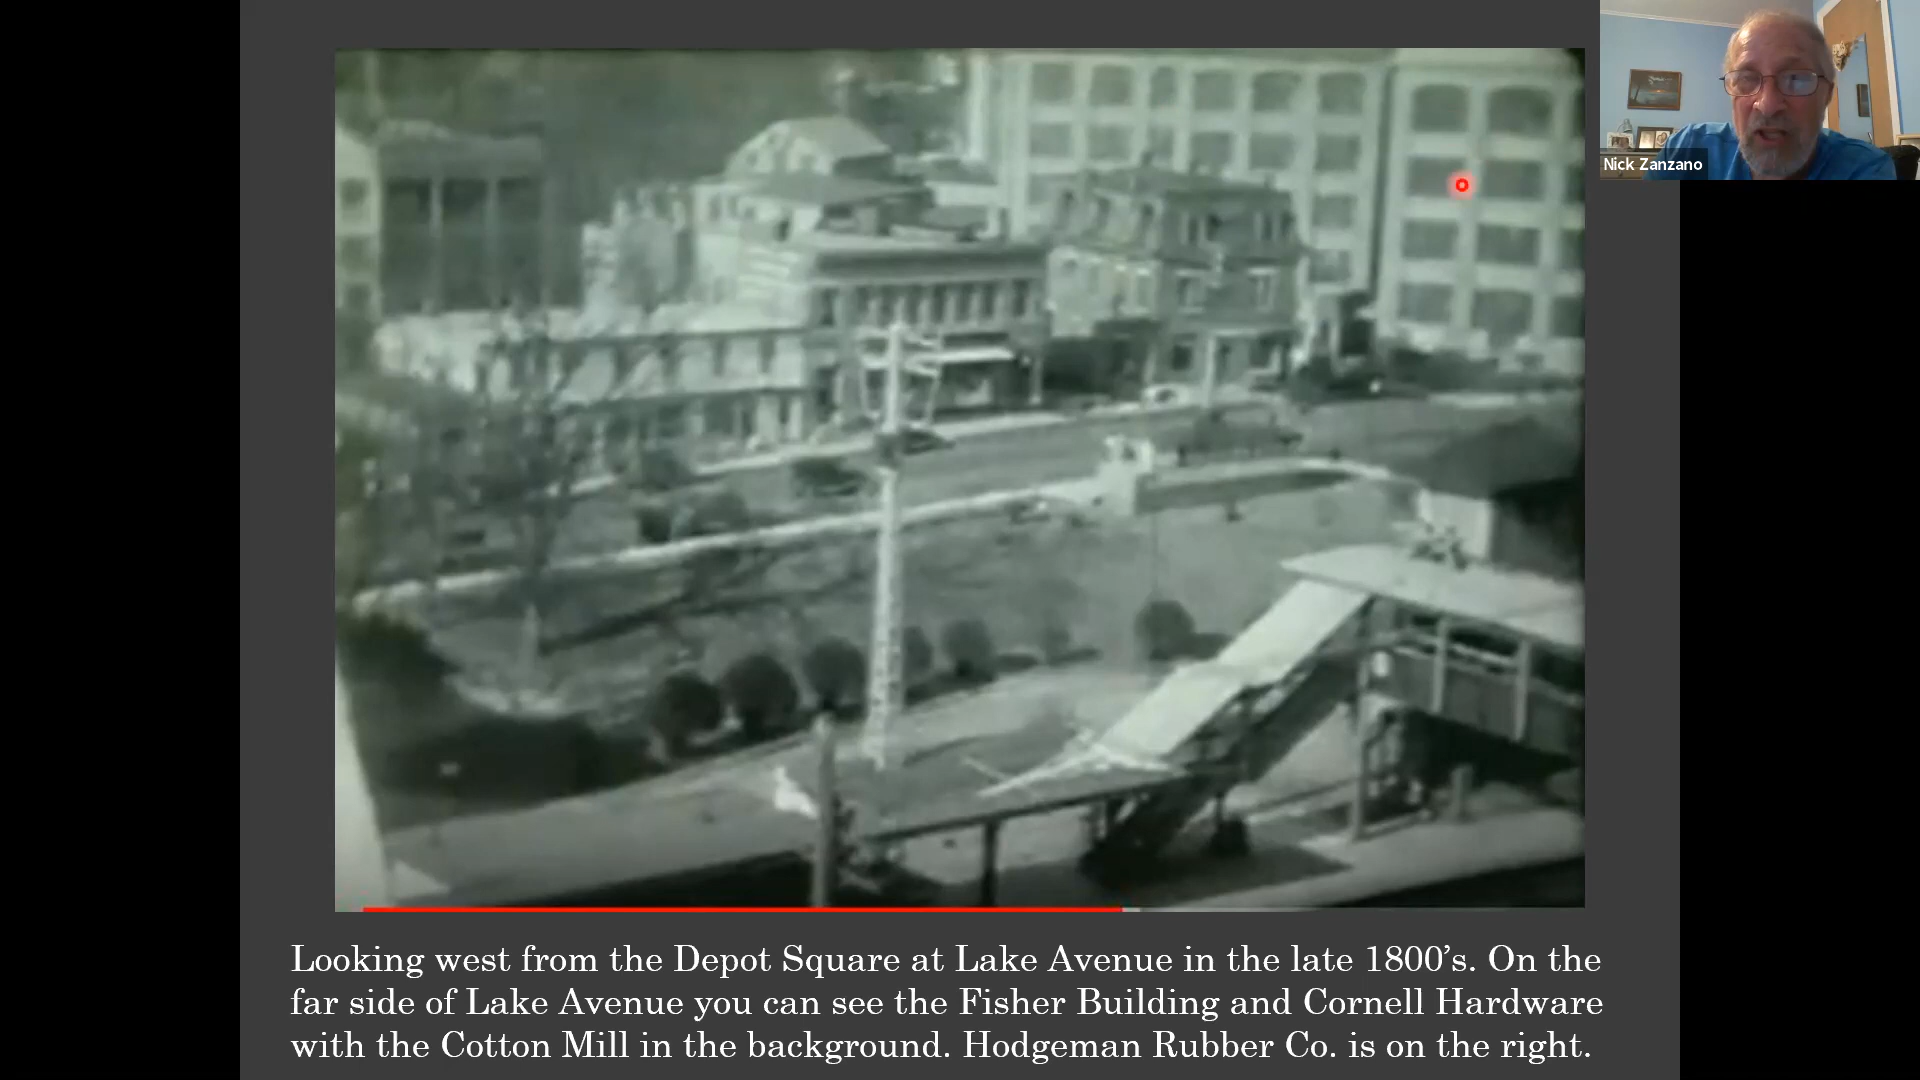 Nick Zanzano
Looking west from the Depot Square at Lake Avenue in the late 1800’s. On the
far side of Lake Avenue you can see the Fisher Building and Cornell Hardware
with the Cotton Mill in the background. Hodgeman Rubber Co. is on the right.